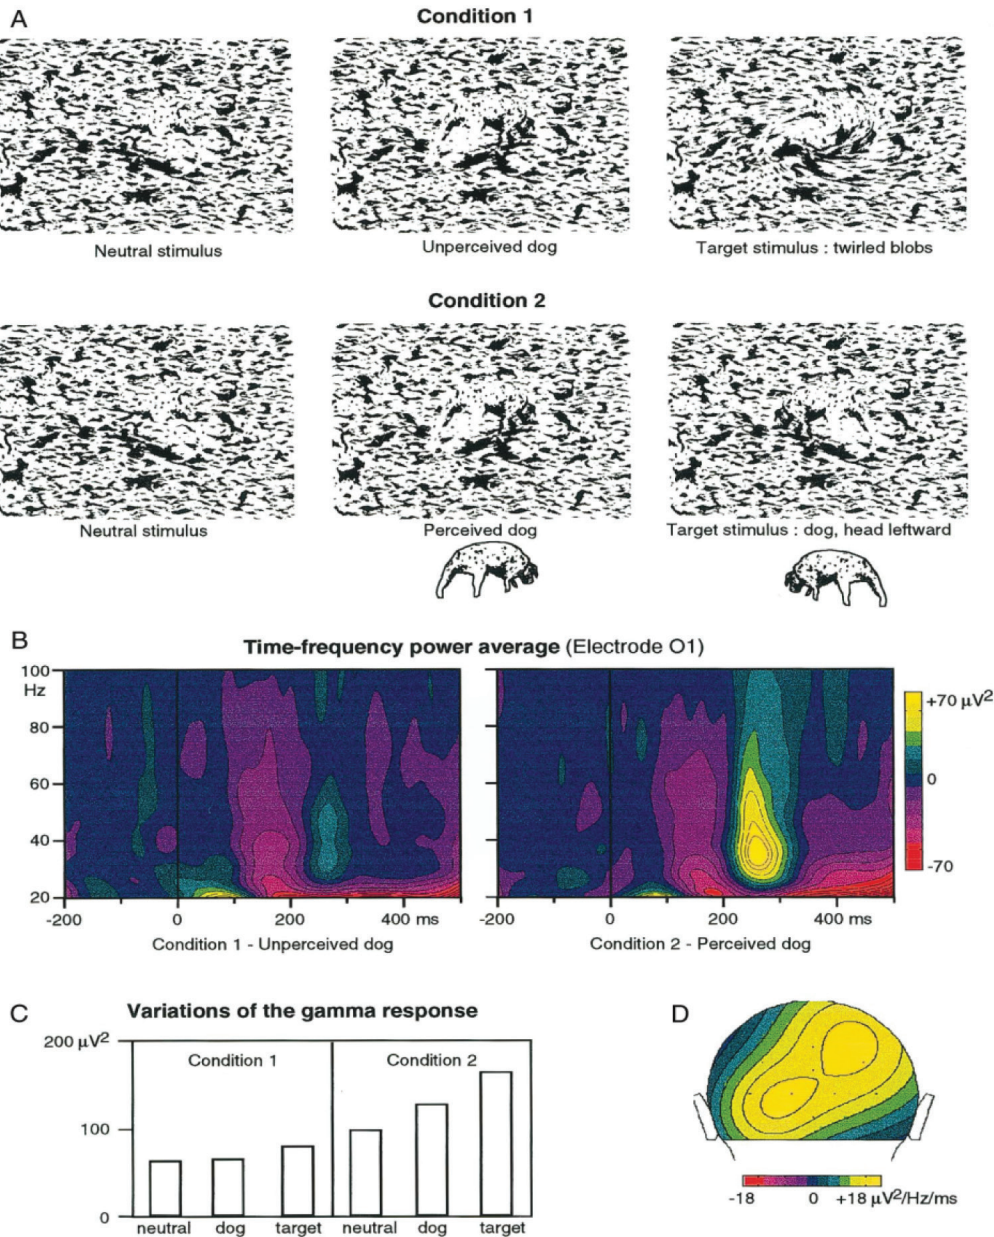 A
Condition 1
Neutral stimulus
Unperceived dog
Target stimulus : twirled blobs
Condition 2
Neutral stimulus
Perceived dog
Target stimulus : dog, head leftward
B
Time-frequency power average (Electrode O1)
100
Hz
80
60
40
20
-200 0 200 400 ms
-200 0 200 400 ms
+70 µV²
0
-70
Condition 1 - Unperceived dog
Condition 2 - Perceived dog
C
Variations of the gamma response
200 µV²
100
0
Condition 1
Condition 2
neutral dog target neutral dog target
D
-18 0 +18 µV²/Hz/ms